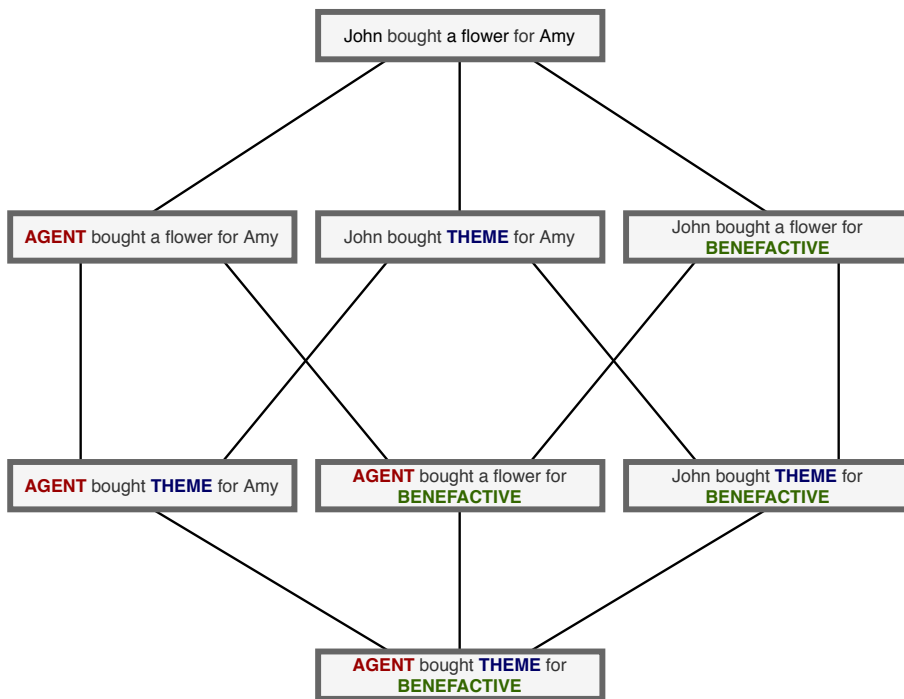 John bought a flower for Amy
AGENT bought a flower for Amy
John bought THEME for Amy
John bought a flower for
BENEFACTIVE
AGENT bought THEME for Amy
AGENT bought a flower for
BENEFACTIVE
John bought THEME for
BENEFACTIVE
AGENT bought THEME for
BENEFACTIVE